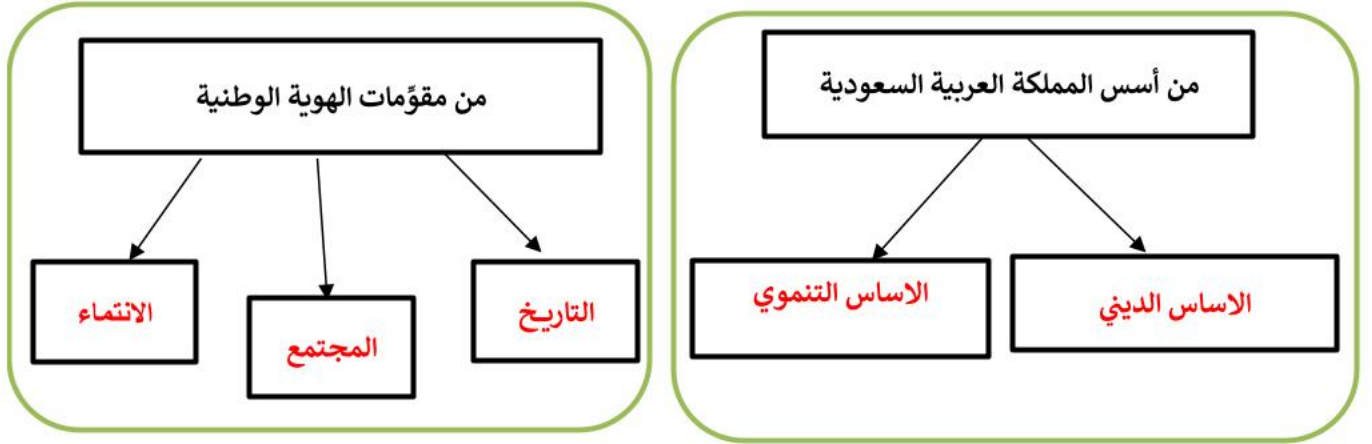 من أسس المملكة العربية السعودية
الاساس الديني
الاساس التنموي
من مقوِّمات الهوية الوطنية
التاريخ
المجتمع
الانتماء